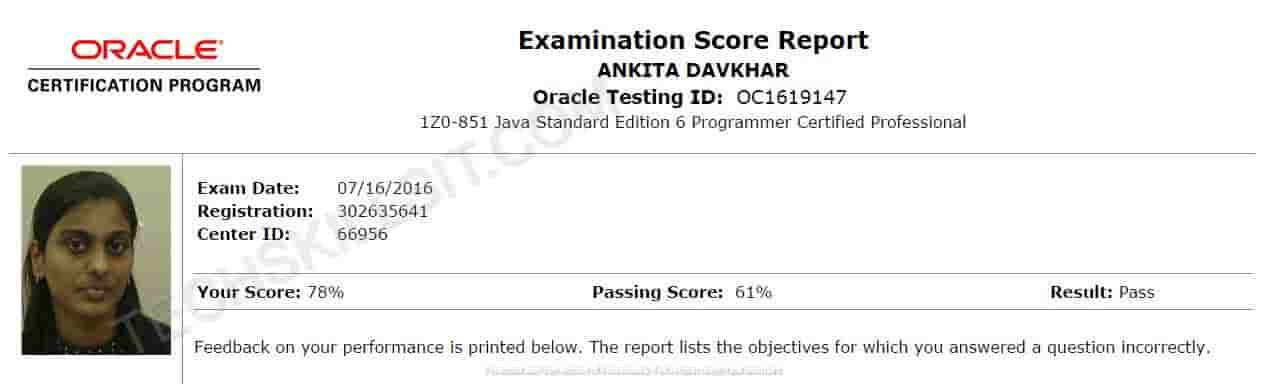 ORACLE
CERTIFICATION PROGRAM
Examination Score Report
ANKITA DAVKHAR
Oracle Testing ID: OC1619147
1Z0-851 Java Standard Edition 6 Programmer Certified Professional
Exam Date: 07/16/2016
Registration: 302635641
Center ID: 66956
Your Score: 78% Passing Score: 61% Result: Pass
Feedback on your performance is printed below. The report lists the objectives for which you answered a question incorrectly.